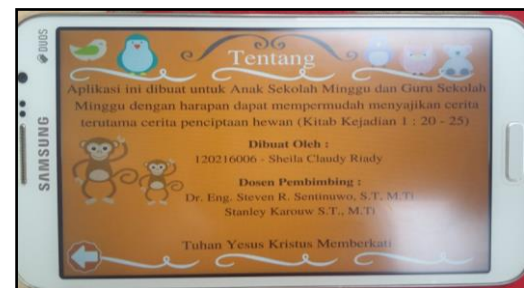 DUOS
SAMSUNG
Tentang
Aplikasi ini dibuat untuk Anak Sekolah Minggu dan Guru Sekolah
Minggu dengan harapan dapat mempermudah menyajikan cerita
terutama cerita penciptaan hewan (Kitab Kejadian 1 : 20 - 25)
Dibuat Oleh :
120216006 - Sheila Claudy Riady
Dosen Pembimbing :
Dr. Eng. Steven R. Sentinuwo, S.T, M.Ti
Stanley Karouw S.T., M.Ti
Tuhan Yesus Kristus Memberkati